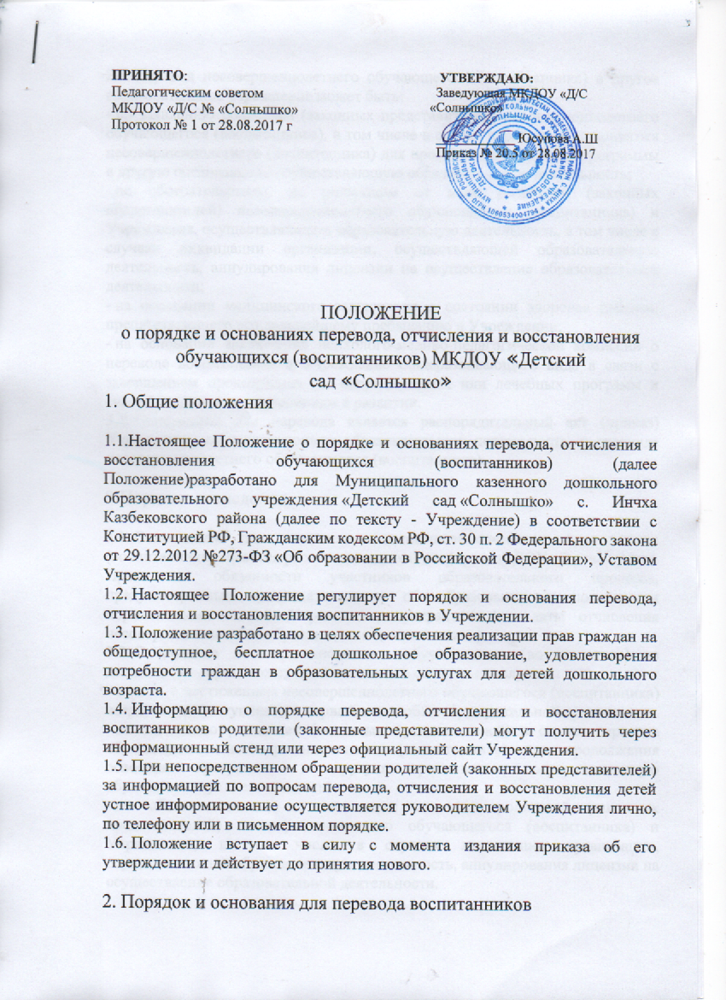 ПРИНЯТО:
Педагогическим советом
МКДОУ «Д/С № «Солнышко»
Протокол № 1 от 28.08.2017 г
УТВЕРЖДАЮ:
Заведующая МКДОУ «Д/С
«Солнышко»
Юсупова А.Ш
Приказ № 20.5 от 28.08.2017
ПОЛОЖЕНИЕ
о порядке и основаниях перевода, отчисления и восстановления
обучающихся (воспитанников) МКДОУ «Детский
сад «Солнышко»
1. Общие положения
1.1.Настоящее Положение о порядке и основаниях перевода, отчисления и
восстановления обучающихся (воспитанников) (далее
Положение)разработано для Муниципального казенного дошкольного
образовательного учреждения «Детский сад «Солнышко» с. Инчха
Казбековского района (далее по тексту - Учреждение) в соответствии с
Конституцией РФ, Гражданским кодексом РФ, ст. 30 п. 2 Федерального закона
от 29.12.2012 №273-ФЗ «Об образовании в Российской Федерации», Уставом
Учреждения.
1.2. Настоящее Положение регулирует порядок и основания перевода,
отчисления и восстановления воспитанников в Учреждении.
1.3. Положение разработано в целях обеспечения реализации прав граждан на
общедоступное, бесплатное дошкольное образование, удовлетворения
потребности граждан в образовательных услугах для детей дошкольного
возраста.
1.4. Информацию о порядке перевода, отчисления и восстановления
воспитанников родители (законные представители) могут получить через
информационный стенд или через официальный сайт Учреждения.
1.5. При непосредственном обращении родителей (законных представителей)
за информацией по вопросам перевода, отчисления и восстановления детей
устное информирование осуществляется руководителем Учреждения лично,
по телефону или в письменном порядке.
1.6. Положение вступает в силу с момента издания приказа об его
утверждении и действует до принятия нового.
2. Порядок и основания для перевода воспитанников